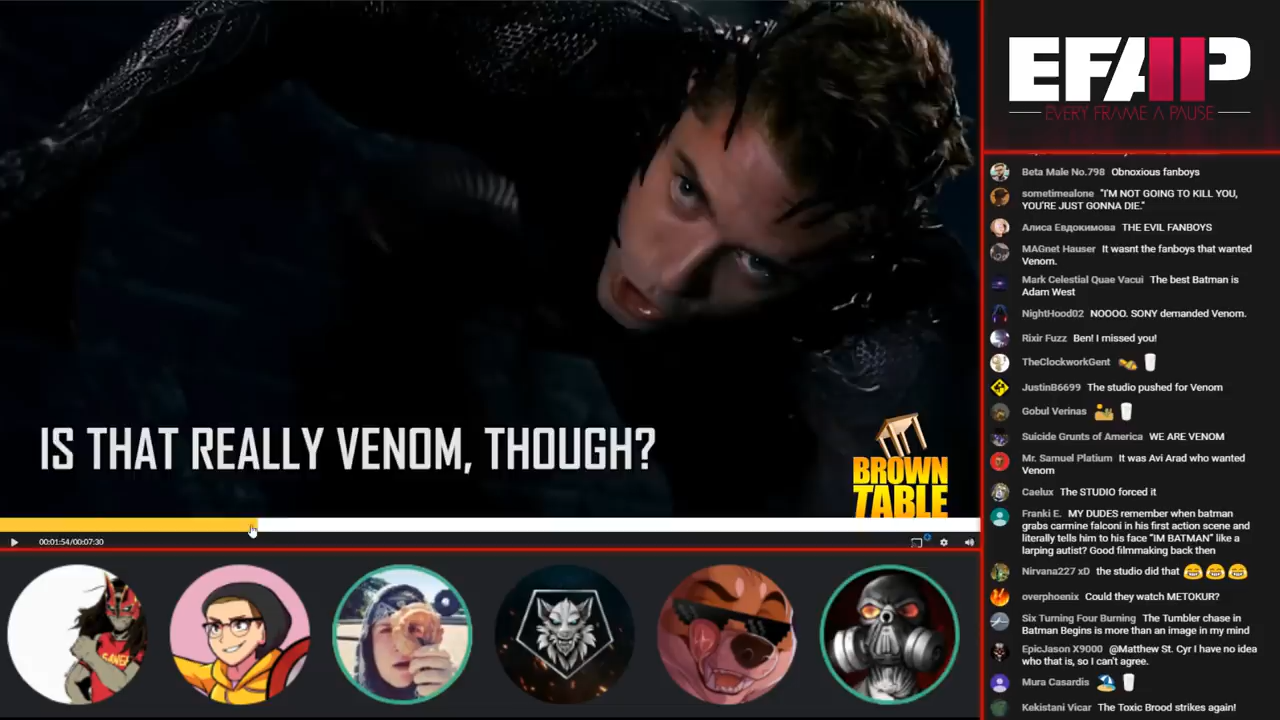 IS THAT REALLY VENOM, THOUGH?
BROWN
TABLE
00:01:54/00:07:30
EFAP
EVERY FRAME A PAUSE
Beta Male No.798 Obnoxious fanboys
sometimealone "I'M NOT GOING TO KILL YOU,
YOU'RE JUST GONNA DIE."
Алиса Евдокимова THE EVIL FANBOYS
MAGnet Hauser It wasnt the fanboys that wanted
Venom.
Mark Celestial Quae Vacui The best Batman is
Adam West
NightHood02 NOOOO. SONY demanded Venom.
Rixir Fuzz Ben! I missed you!
TheClockworkGent
JustinB6699 The studio pushed for Venom
Gobul Verinas
Suicide Grunts of America WE ARE VENOM
Mr. Samuel Platium It was Avi Arad who wanted
Venom
Caelux The STUDIO forced it
Franki E. MY DUDES remember when batman
grabs carmine falconi in his first action scene and
literally tells him to his face "IM BATMAN" like a
larping autist? Good filmmaking back then
Nirvana227 xD the studio did that 😂😂😂
overphoenix Could they watch METOKUR?
Six Turning Four Burning The Tumbler chase in
Batman Begins is more than an image in my mind
EpicJason X9000 @Matthew St. Cyr I have no idea
who that is, so I can't agree.
Mura Casardis
Kekistani Vicar The Toxic Brood strikes again!